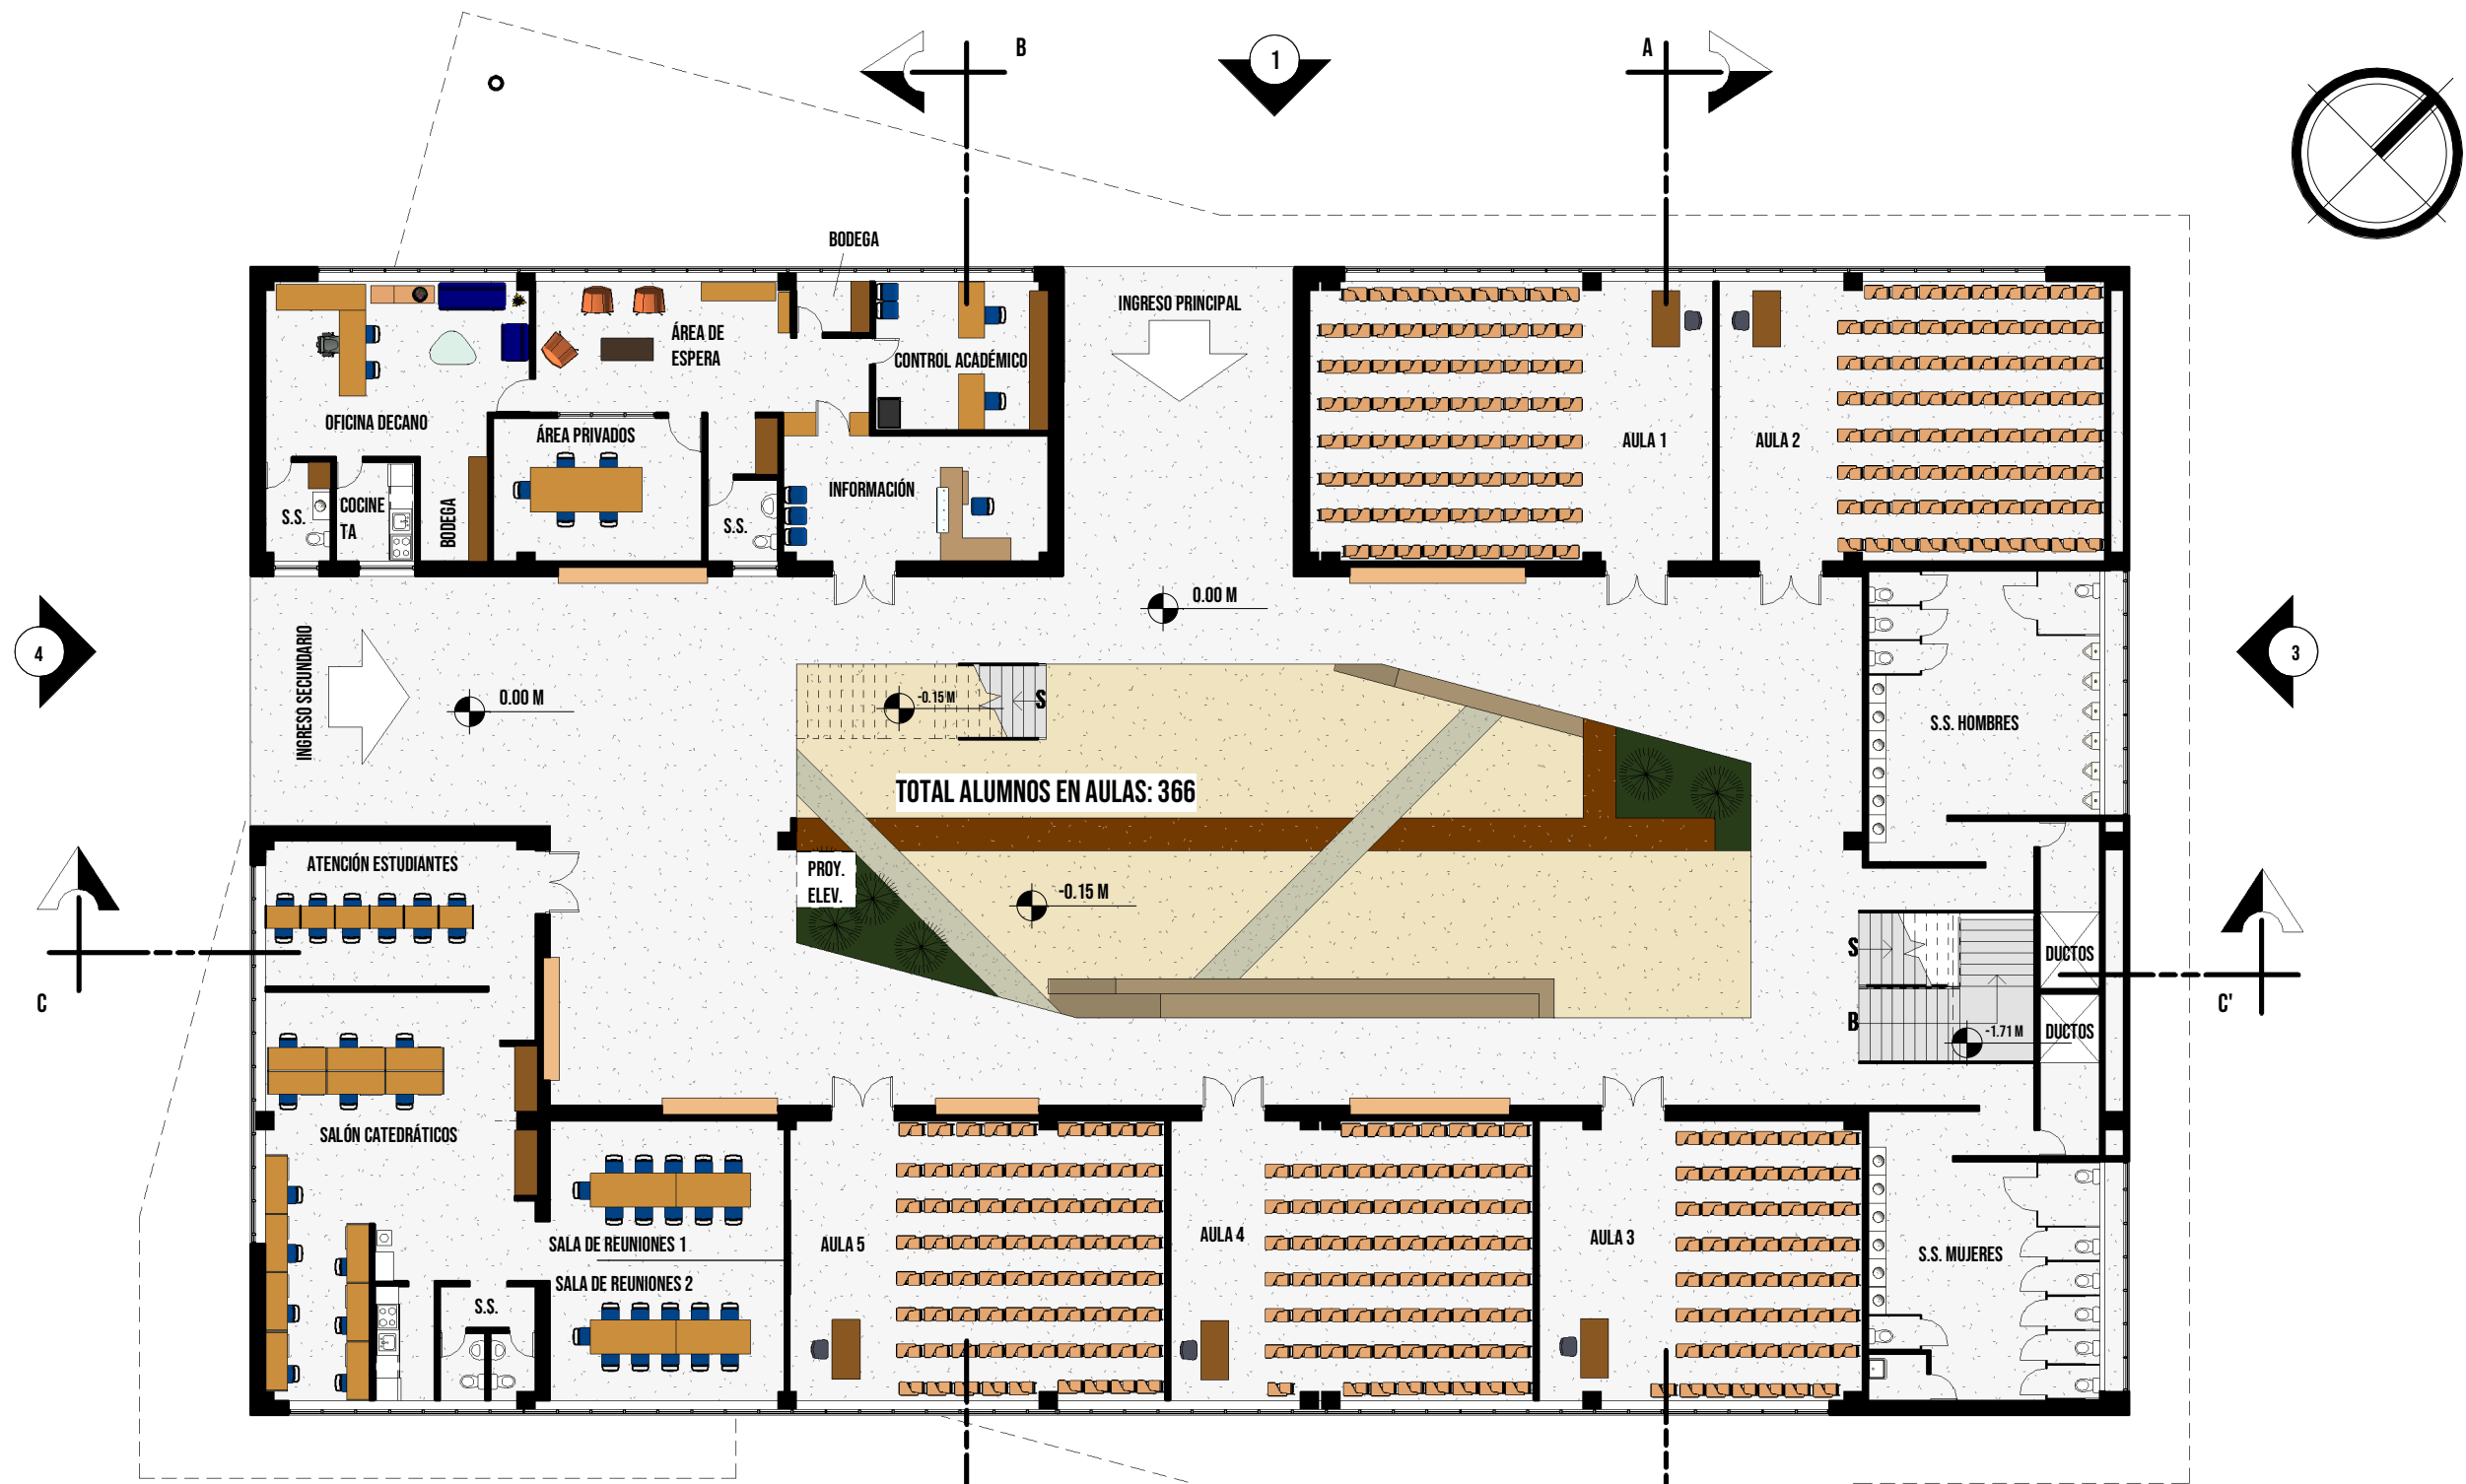 B
1
A
BODEGA
INGRESO PRINCIPAL
ÁREA DE
ESPERA
CONTROL ACADÉMICO
OFICINA DECANO
ÁREA PRIVADOS
AULA 1
AULA 2
INFORMACIÓN
COCINE
TA
S.S.
BODEGA
S.S.
0.00 M
4
3
INGRESO SECUNDARIO
0.00 M
-0.15 M
S
S.S. HOMBRES
TOTAL ALUMNOS EN AULAS: 366
ATENCIÓN ESTUDIANTES
PROY.
ELEV.
-0.15 M
S
DUCTOS
C
C'
B
-1.71 M
DUCTOS
SALÓN CATEDRÁTICOS
SALA DE REUNIONES 1
AULA 5
AULA 4
AULA 3
S.S. MUJERES
SALA DE REUNIONES 2
S.S.